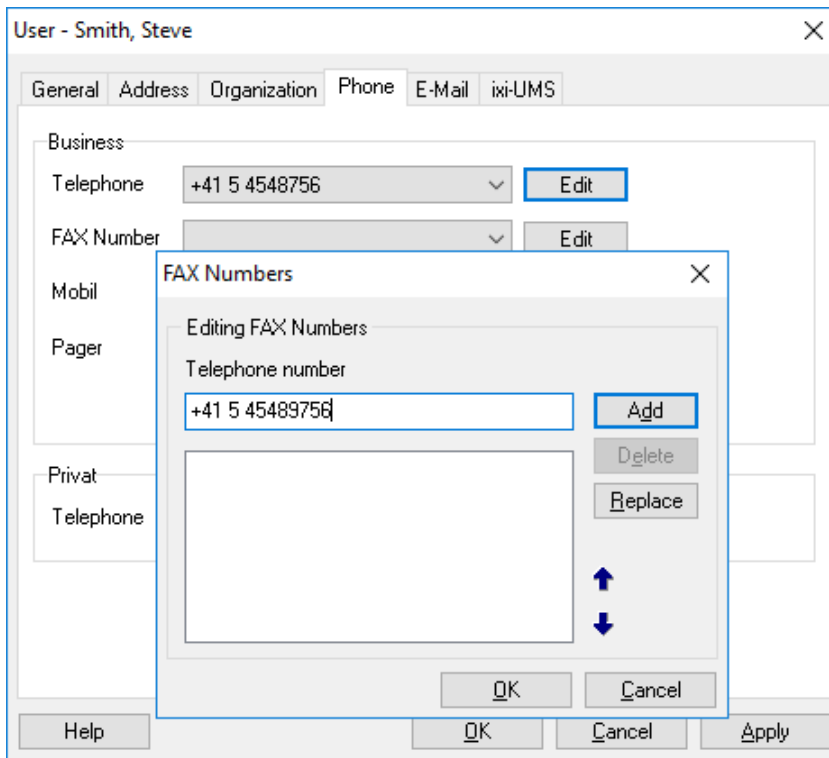 User - Smith, Steve
General Address Organization Phone E-Mail ixi-UMS
Business
Telephone +41 5 4548756 Edit
FAX Number Edit
Mobil
Pager
Privat
Telephone
FAX Numbers
Editing FAX Numbers
Telephone number
+41 5 45489756 Add
Delete
Replace
OK Cancel
Help OK Cancel Apply